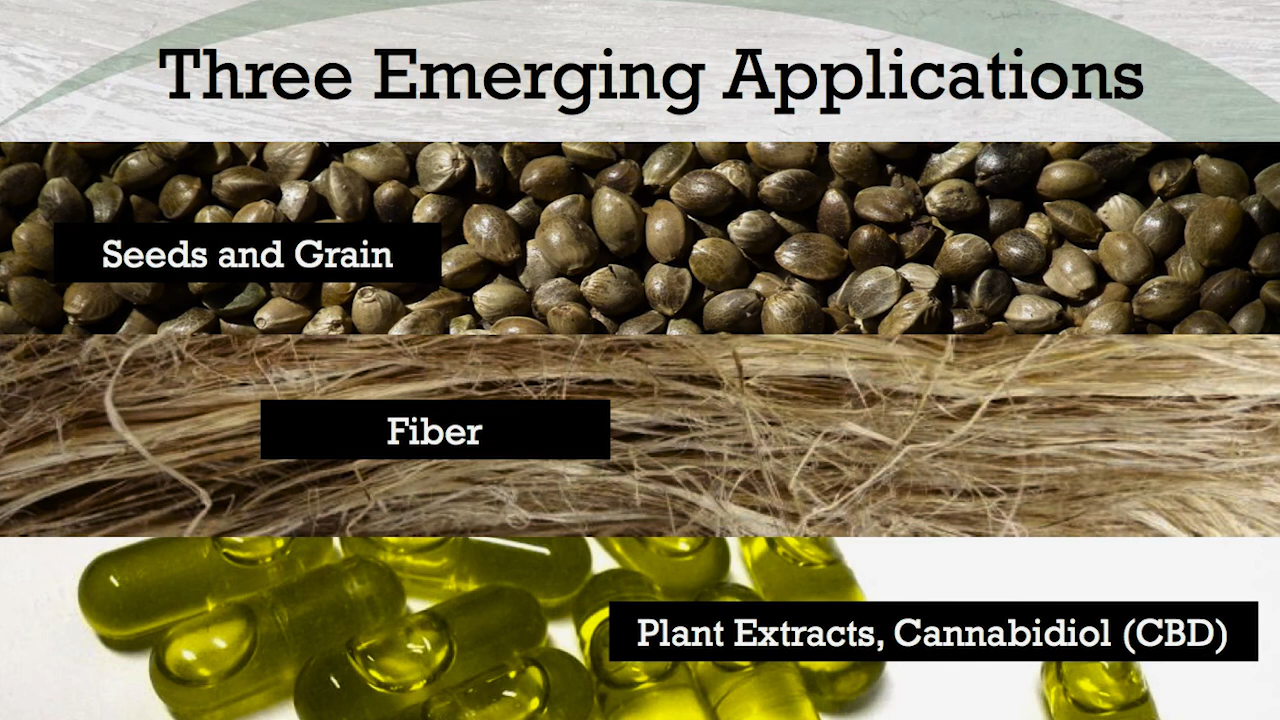 Three Emerging Applications
Seeds and Grain
Fiber
Plant Extracts, Cannabidiol (CBD)